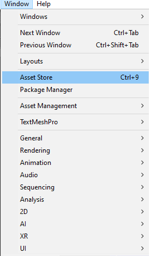 Window Help
Windows
Next Window Ctrl+Tab
Previous Window Ctrl+Shift+Tab
Layouts
Asset Store Ctrl+9
Package Manager
Asset Management
TextMeshPro
General
Rendering
Animation
Audio
Sequencing
Analysis
2D
AI
XR
UI